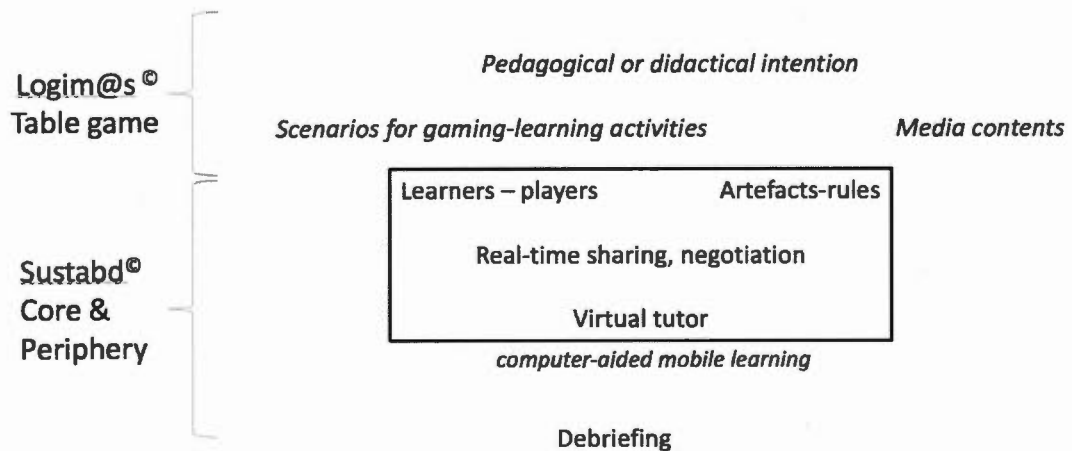 Logim@s ©
Table game
Pedagogical or didactical intention
Scenarios for gaming-learning activities
Media contents
Learners – players
Artefacts-rules
Real-time sharing, negotiation
Virtual tutor
Sustabd©
Core &
Periphery
computer-aided mobile learning
Debriefing